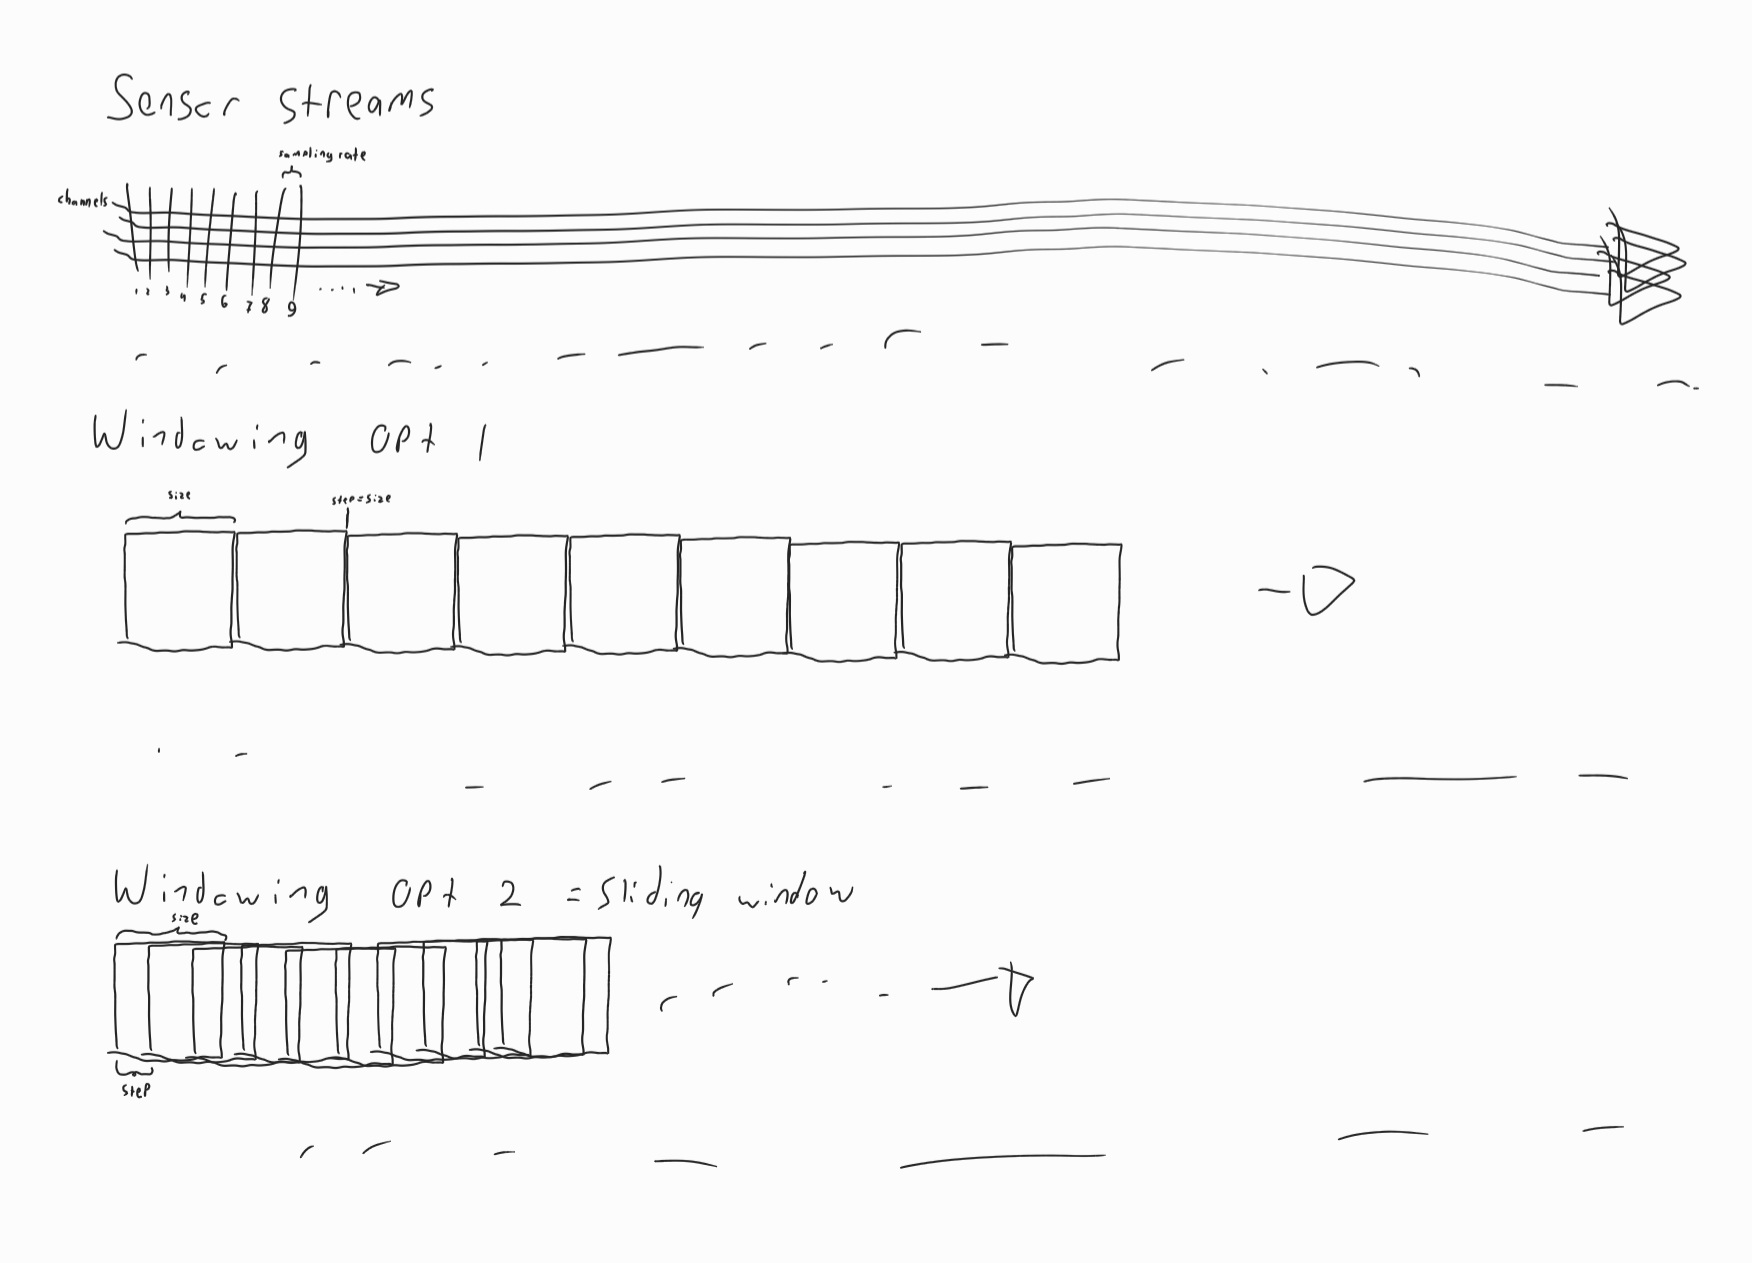 Sensor streams
sampling rate
channels
1 2 3 4 5 6 7 8 9
Windowing opt 1
size
step=size
Windowing opt 2 = Sliding window
size
step